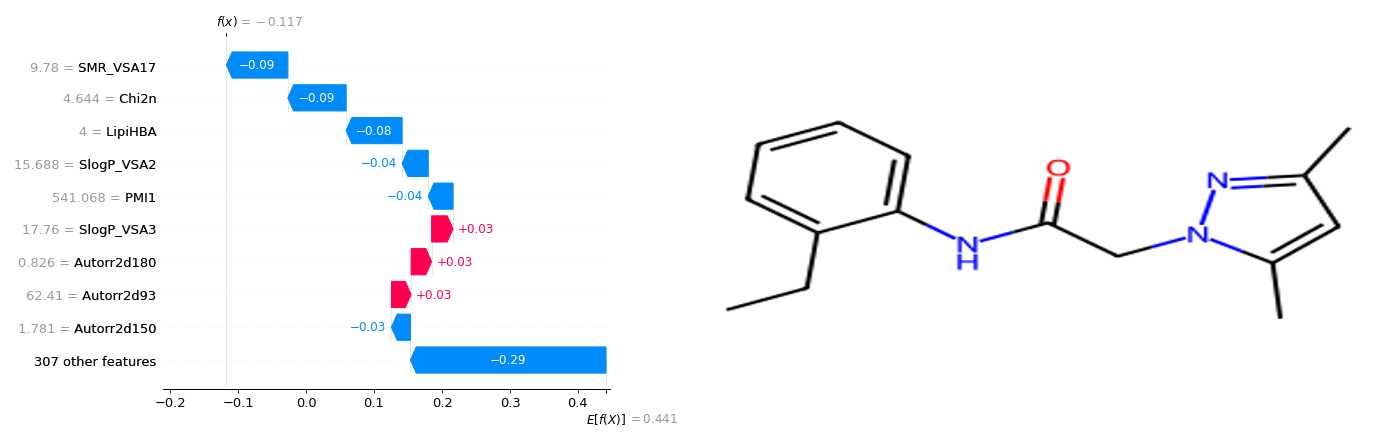 f(x) = −0.117
9.78 = SMR_VSA17
−0.09
4.644 = Chi2n
−0.09
4 = LipiHBA
−0.08
15.688 = SlogP_VSA2
−0.04
541.068 = PMI1
−0.04
17.76 = SlogP_VSA3
+0.03
0.826 = Autorr2d180
+0.03
62.41 = Autorr2d93
+0.03
1.781 = Autorr2d150
−0.03
307 other features
−0.29
−0.2 −0.1 0.0 0.1 0.2 0.3 0.4
E[f(X)] = 0.441
O
N
H
N
N